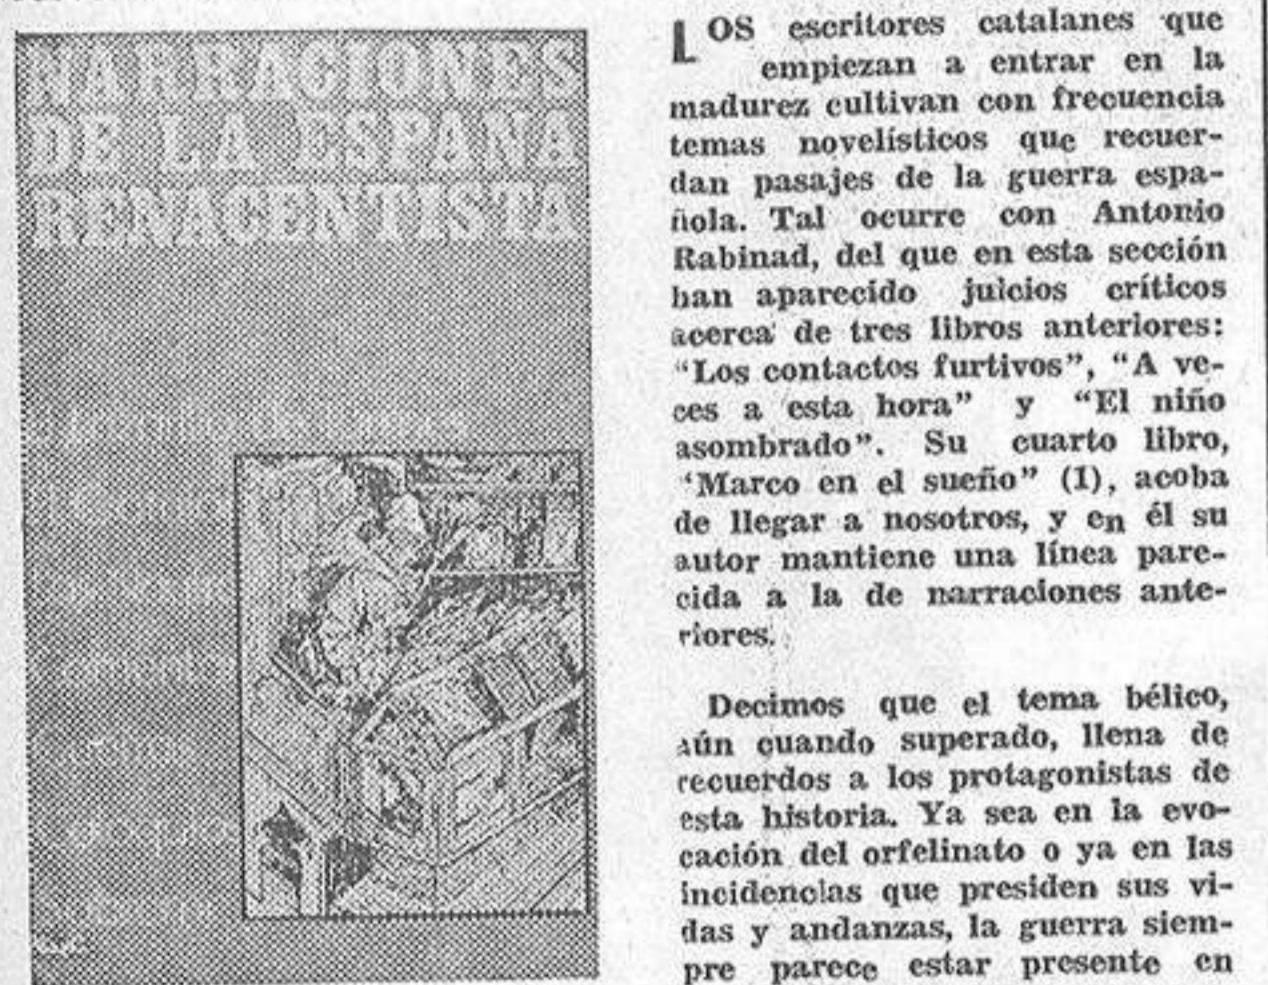 NARRACIONES
DE LA ESPAÑA
RENACENTISTA
LOS escritores catalanes que
empiezan a entrar en la
madurez cultivan con frecuencia
temas novelísticos que recuer-
dan pasajes de la guerra espa-
ñola. Tal ocurre con Antonio
Rabinad, del que en esta sección
han aparecido juicios críticos
acerca de tres libros anteriores:
"Los contactos furtivos", "A ve-
ces a esta hora" y "El niño
asombrado". Su cuarto libro,
'Marco en el sueño" (1), acoba
de llegar a nosotros, y en él su
autor mantiene una línea pare-
cida a la de narraciones ante-
riores.
Decimos que el tema bélico,
aún cuando superado, llena de
recuerdos a los protagonistas de
esta historia. Ya sea en la evo-
cación del orfelinato o ya en las
incidencias que presiden sus vi-
das y andanzas, la guerra siem-
pre parece estar presente en